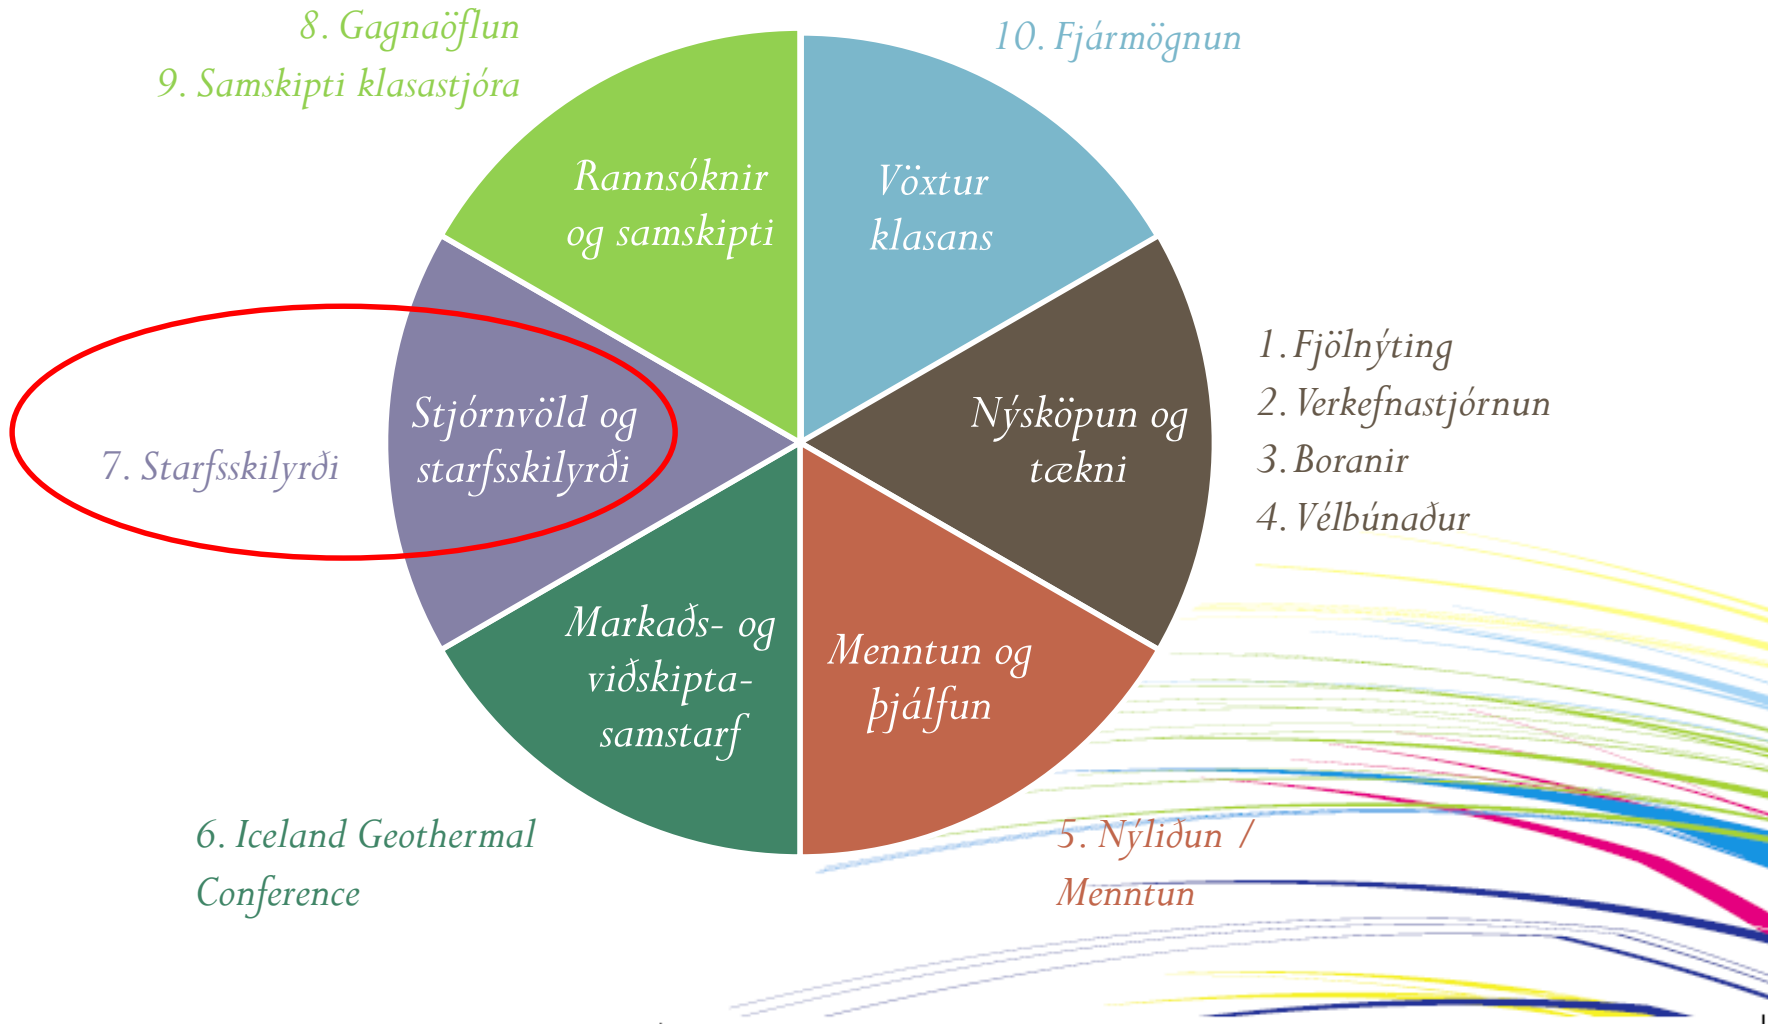 8. Gagnaöflun
9. Samskipti klasastjóra
10. Fjármögnun
Rannsóknir
og samskipti
Vöxtur
klasans
Stjórnvöld og
starfsskilyrði
7. Starfsskilyrði
Nýsköpun og
tækni
1. Fjölnýting
2. Verkefnastjórnun
3. Boranir
4. Vélbúnaður
Markaðs- og
viðskipta-
samstarf
Menntun og
þjálfun
6. Iceland Geothermal
Conference
5. Nýliðun /
Menntun